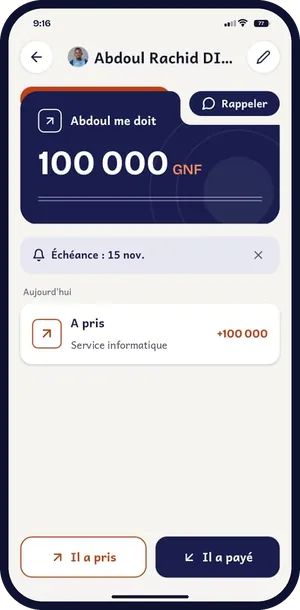 9:16
77
Abdoul Rachid DI...
Rappeler
Abdoul me doit
100 000 GNF
Échéance : 15 nov.
Aujourd'hui
A pris
+100 000
Service informatique
Il a pris
Il a payé